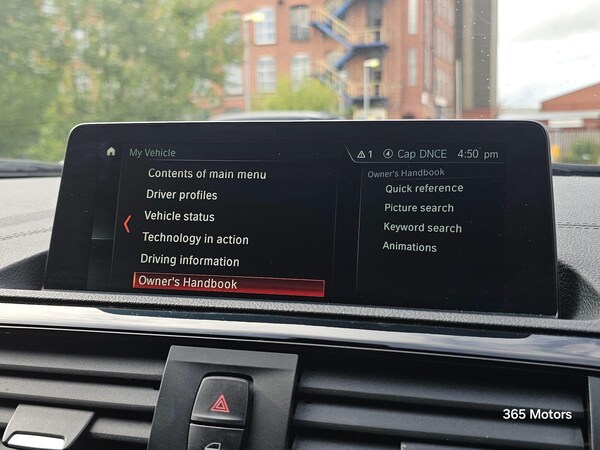 My Vehicle
1 Cap DNCE 4:50 pm
Contents of main menu
Driver profiles
Vehicle status
Technology in action
Driving information
Owner's Handbook
Owner's Handbook
Quick reference
Picture search
Keyword search
Animations
365 Motors